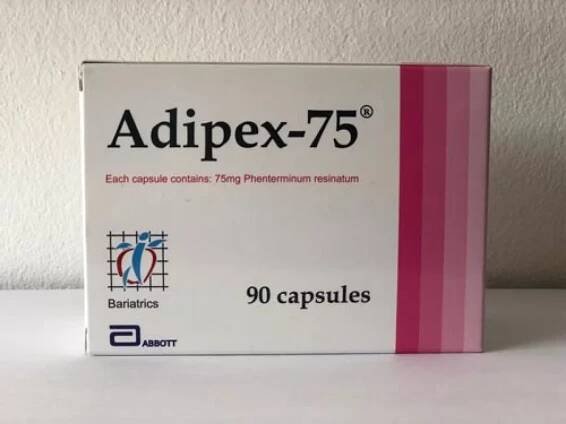 Adipex-75®
Each capsule contains: 75mg Phenterminum resinatum
Bariatrics
90 capsules
a ABBOTT